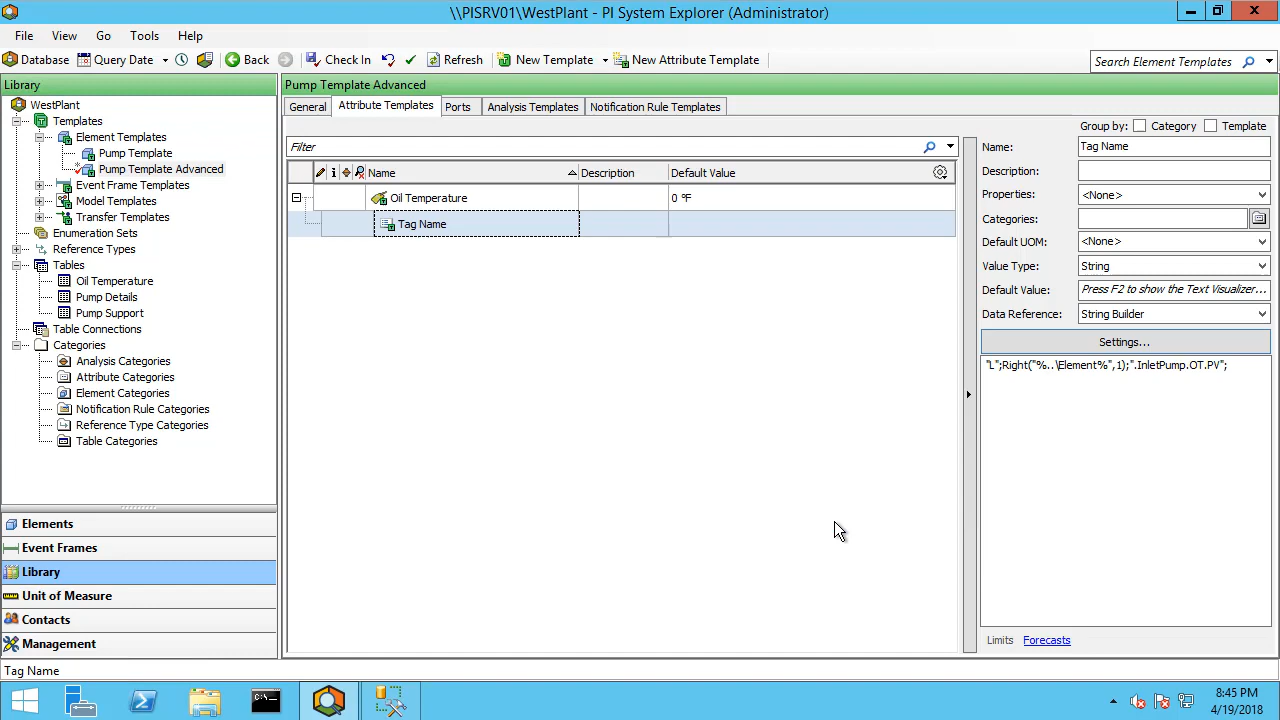 \\PISRV01\WestPlant - PI System Explorer (Administrator)
File View Go Tools Help
Database Query Date Back Check In Refresh New Template New Attribute Template Search Element Templates
Library
WestPlant
Templates
Element Templates
Pump Template
Pump Template Advanced
Event Frame Templates
Model Templates
Transfer Templates
Enumeration Sets
Reference Types
Tables
Oil Temperature
Pump Details
Pump Support
Table Connections
Categories
Analysis Categories
Attribute Categories
Element Categories
Notification Rule Categories
Reference Type Categories
Table Categories
Elements
Event Frames
Library
Unit of Measure
Contacts
Management
Pump Template Advanced
General Attribute Templates Ports Analysis Templates Notification Rule Templates
Group by: Category Template
Filter
Name Description Default Value
Oil Temperature 0 °F
Tag Name
Name: Tag Name
Description:
Properties: <None>
Categories:
Default UOM: <None>
Value Type: String
Default Value: Press F2 to show the Text Visualizer...
Data Reference: String Builder
Settings...
"L";Right("%..\Element%",1);".InletPump.OT.PV";
Limits Forecasts
Tag Name
8:45 PM
4/19/2018